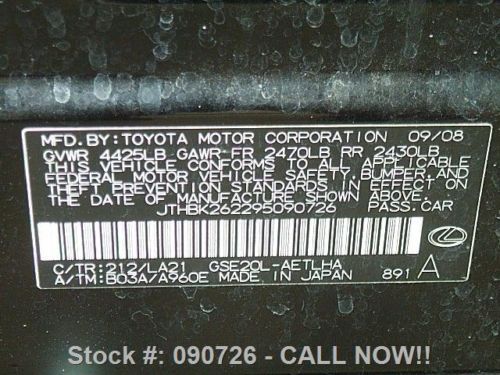 MFD.BY:TOYOTA MOTOR CORPORATION 09/08
GVWR 4425LB GAWR-FR 2470LB RR 2430LB
THIS VEHICLE CONFORMS TO ALL APPLICABLE
FEDERAL MOTOR VEHICLE SAFETY,BUMPER,AND
THEFT PREVENTION STANDARDS IN EFFECT ON
THE DATE OF MANUFACTURE SHOWN ABOVE.
JTHBK262295090726 PASS.CAR
C/TR:212/LA21 GSE20L-AETLHA
A/TM:B03A/A960E MADE IN JAPAN 891 A
Stock #: 090726 - CALL NOW!!